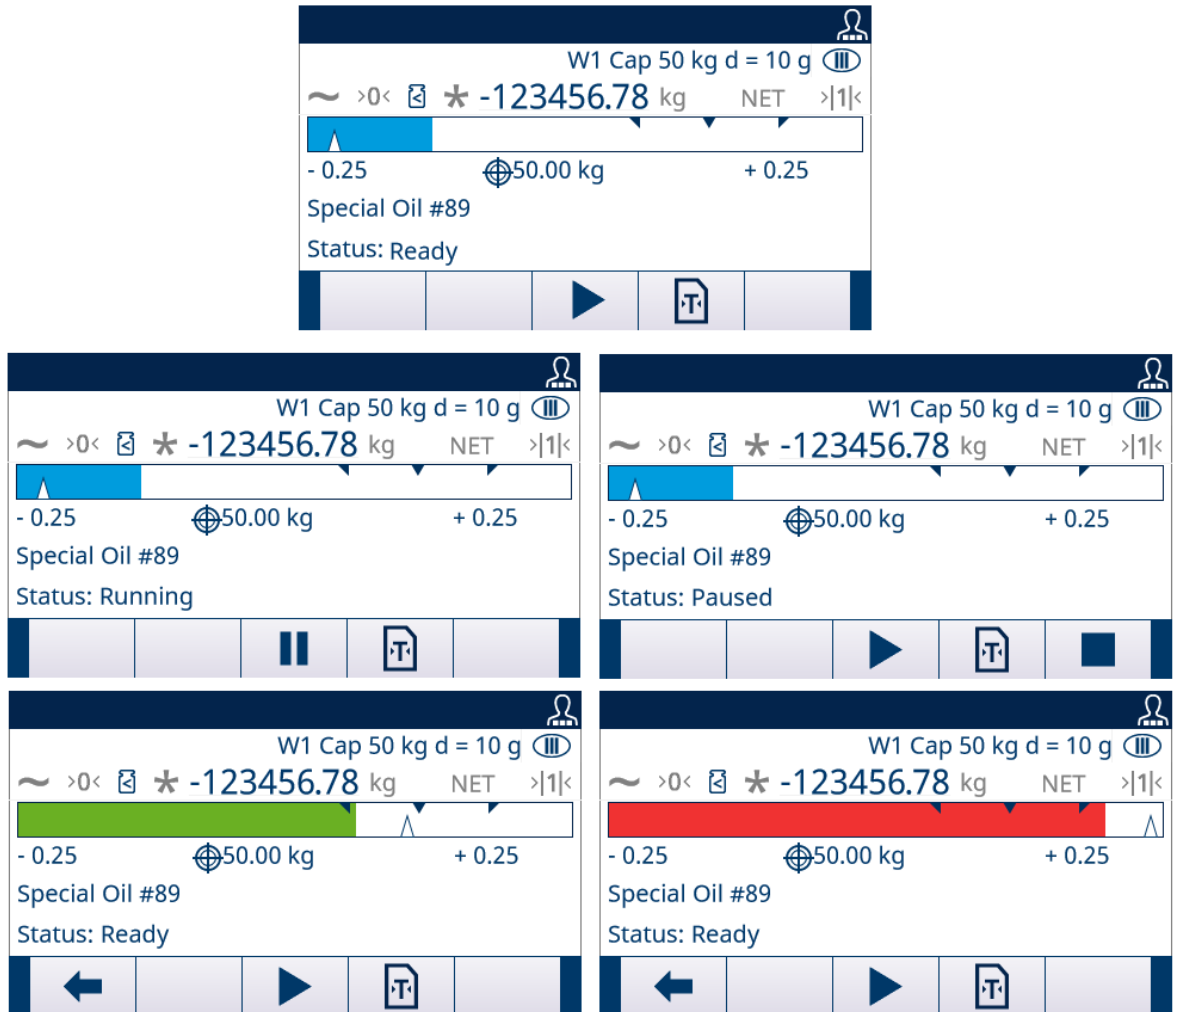 W1 Cap 50 kg d = 10 g
~ >0< * -123456.78 kg NET >|1|<
- 0.25 50.00 kg + 0.25
Special Oil #89
Status: Ready
T
W1 Cap 50 kg d = 10 g
~ >0< * -123456.78 kg NET >|1|<
- 0.25 50.00 kg + 0.25
Special Oil #89
Status: Running
T
W1 Cap 50 kg d = 10 g
~ >0< * -123456.78 kg NET >|1|<
- 0.25 50.00 kg + 0.25
Special Oil #89
Status: Paused
T
W1 Cap 50 kg d = 10 g
~ >0< * -123456.78 kg NET >|1|<
- 0.25 50.00 kg + 0.25
Special Oil #89
Status: Ready
T
W1 Cap 50 kg d = 10 g
~ >0< * -123456.78 kg NET >|1|<
- 0.25 50.00 kg + 0.25
Special Oil #89
Status: Ready
T